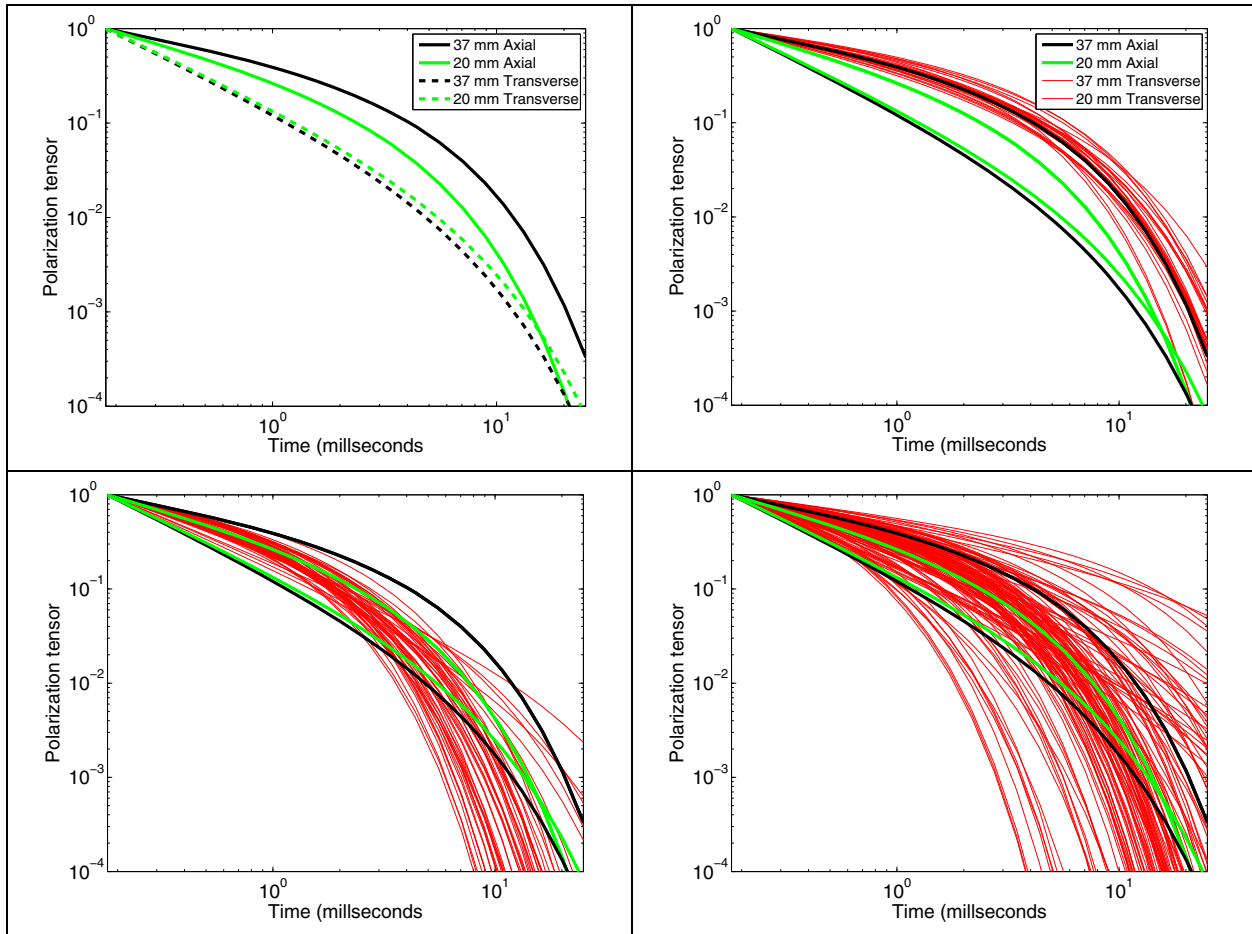 10^0
10^-1
10^-2
10^-3
10^-4
Polarization tensor
37 mm Axial
20 mm Axial
37 mm Transverse
20 mm Transverse
10^0
10^1
Time (millseconds
10^0
10^-1
10^-2
10^-3
10^-4
Polarization tensor
37 mm Axial
20 mm Axial
37 mm Transverse
20 mm Transverse
10^0
10^1
Time (millseconds
10^0
10^-1
10^-2
10^-3
10^-4
Polarization tensor
10^0
10^1
Time (millseconds
10^0
10^-1
10^-2
10^-3
10^-4
Polarization tensor
10^0
10^1
Time (millseconds